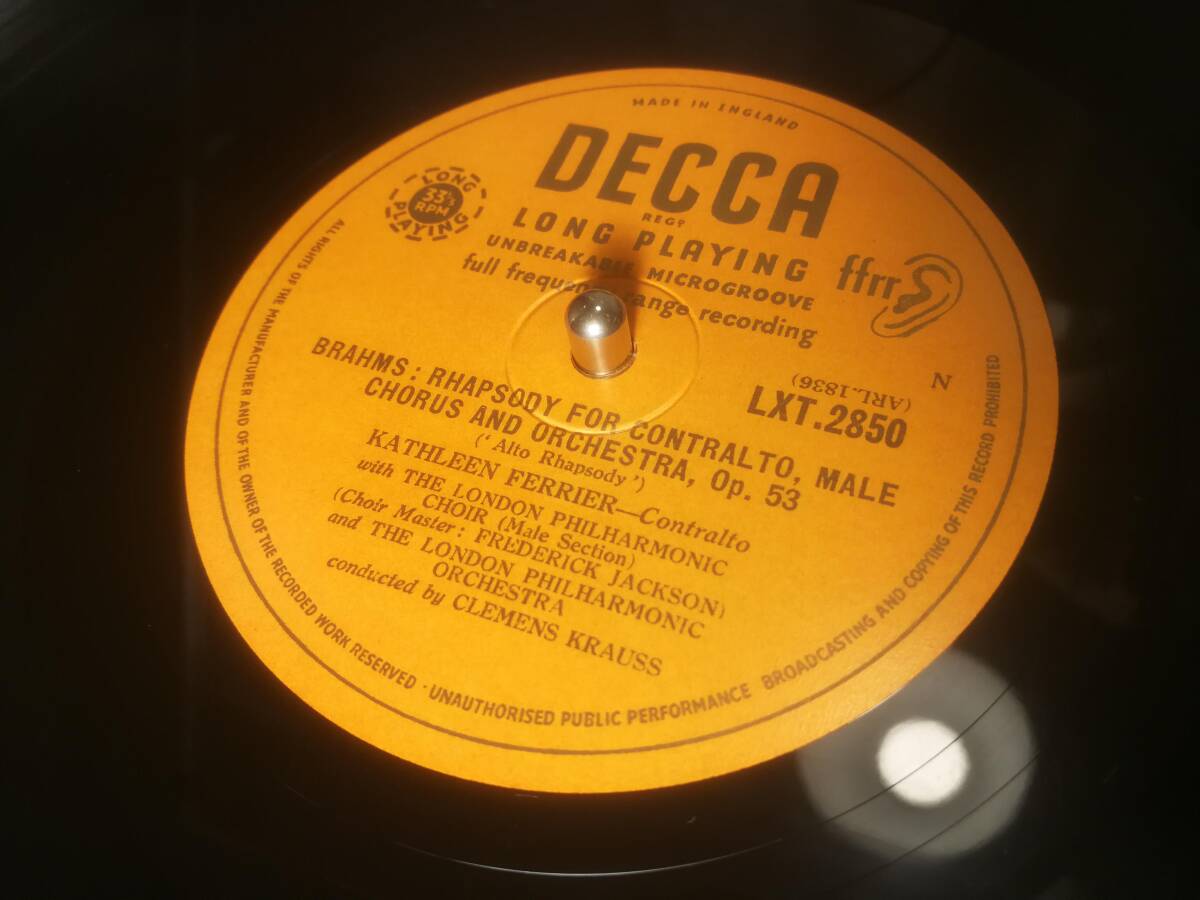 MADE IN ENGLAND
DECCA
REGD
LONG PLAYING
33⅓
RPM
LONG PLAYING
UNBREAKABLE MICROGROOVE
full frequency range recording
ffrr
N
(ARL.1836)
LXT.2850
BRAHMS: RHAPSODY FOR CONTRALTO, MALE
CHORUS AND ORCHESTRA, Op. 53
(‘Alto Rhapsody’)
KATHLEEN FERRIER—Contralto
with THE LONDON PHILHARMONIC
CHOIR (Male Section)
(Choir Master: FREDERICK JACKSON)
and THE LONDON PHILHARMONIC
ORCHESTRA
conducted by CLEMENS KRAUSS
ALL RIGHTS OF THE MANUFACTURER AND OF THE OWNER OF THE RECORDED WORK RESERVED · UNAUTHORISED PUBLIC PERFORMANCE BROADCASTING AND COPYING OF THIS RECORD PROHIBITED